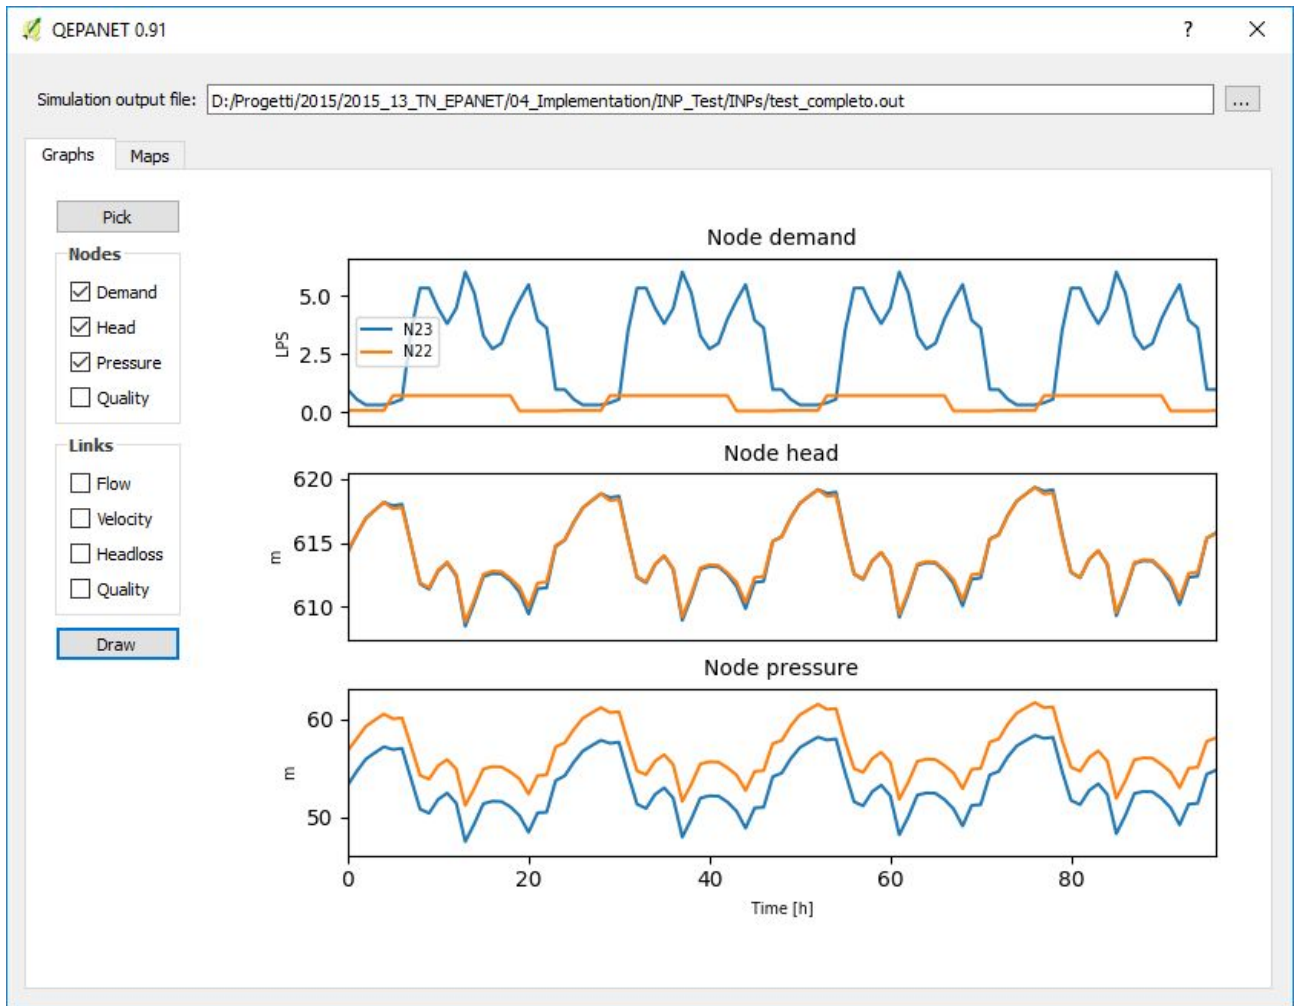 QEPANET 0.91
?
Simulation output file: D:/Progetti/2015/2015_13_TN_EPANET/04_Implementation/INP_Test/INPs/test_completo.out ...
Graphs Maps
Pick
Nodes
Demand
Head
Pressure
Quality
Links
Flow
Velocity
Headloss
Quality
Draw
Node demand
5.0
2.5
0.0
LPS
N23
N22
Node head
620
615
610
m
Node pressure
60
50
m
0 20 40 60 80
Time [h]